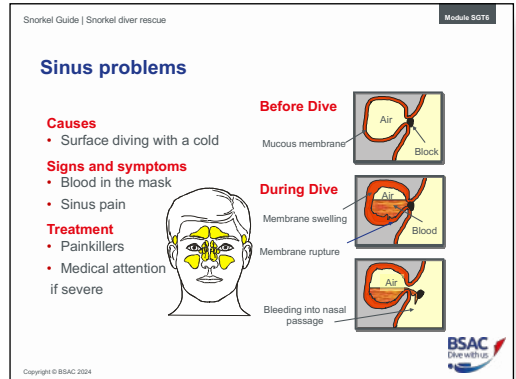 Snorkel Guide | Snorkel diver rescue
Module SGT6
Sinus problems
Causes
• Surface diving with a cold
Signs and symptoms
• Blood in the mask
• Sinus pain
Treatment
• Painkillers
• Medical attention
if severe
Before Dive
Air
Mucous membrane
Block
During Dive
Air
Membrane swelling
Blood
Membrane rupture
Air
Bleeding into nasal
passage
BSAC
Dive with us
Copyright © BSAC 2024